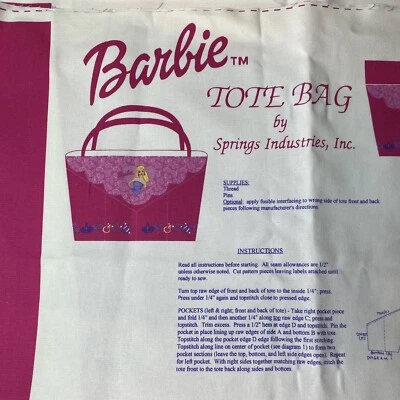 Barbie™
TOTE BAG
by
Springs Industries, Inc.
SUPPLIES:
Thread
Pins
Optional: apply fusible interfacing to wrong side of tote front and back
pieces following manufacturer's directions.
INSTRUCTIONS
Read all instructions before starting. All seam allowances are 1/2"
unless otherwise noted. Cut pattern pieces leaving labels attached until
ready to sew.
Turn top raw edge of front and back of tote to the inside 1/4"; press.
Press under 1/4" again and topstitch close to pressed edge.
POCKETS (left & right; front and back of tote) - Take right pocket piece
and fold 1/4" and then another 1/4" along top raw edge C; press and
topstitch. Trim excess. Press a 1/2" hem at edge D and topstitch. Pin the
pocket in place lining up raw edges of side A and bottom B with tote.
Topstitch along the pocket edge D edge following the first stitching
Topstitch along line on center of pocket (see diagram 1) to form two
pocket sections (leave the top, bottom, and left side edges open). Repeat
for left pocket. With right sides together matching raw edges, stitch the
tote front to the tote back along sides and bottom.